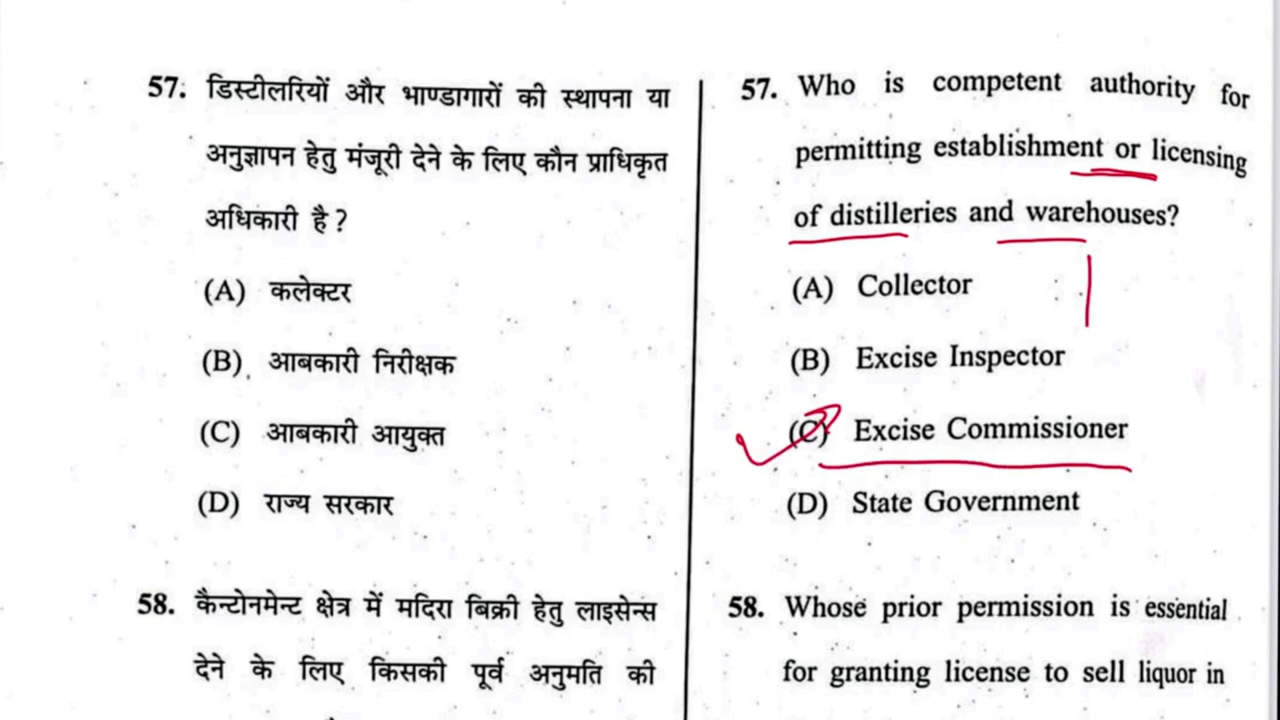 57. डिस्टीलरियों और भाण्डागारों की स्थापना या
अनुज्ञापन हेतु मंजूरी देने के लिए कौन प्राधिकृत
अधिकारी है ?
(A) कलेक्टर
(B) आबकारी निरीक्षक
(C) आबकारी आयुक्त
(D) राज्य सरकार
58. कैन्टोनमेन्ट क्षेत्र में मदिरा बिक्री हेतु लाइसेन्स
देने के लिए किसकी पूर्व अनुमति की
57. Who is competent authority for
permitting establishment or licensing
of distilleries and warehouses?
(A) Collector
(B) Excise Inspector
(C) Excise Commissioner
(D) State Government
58. Whose prior permission is essential
for granting license to sell liquor in